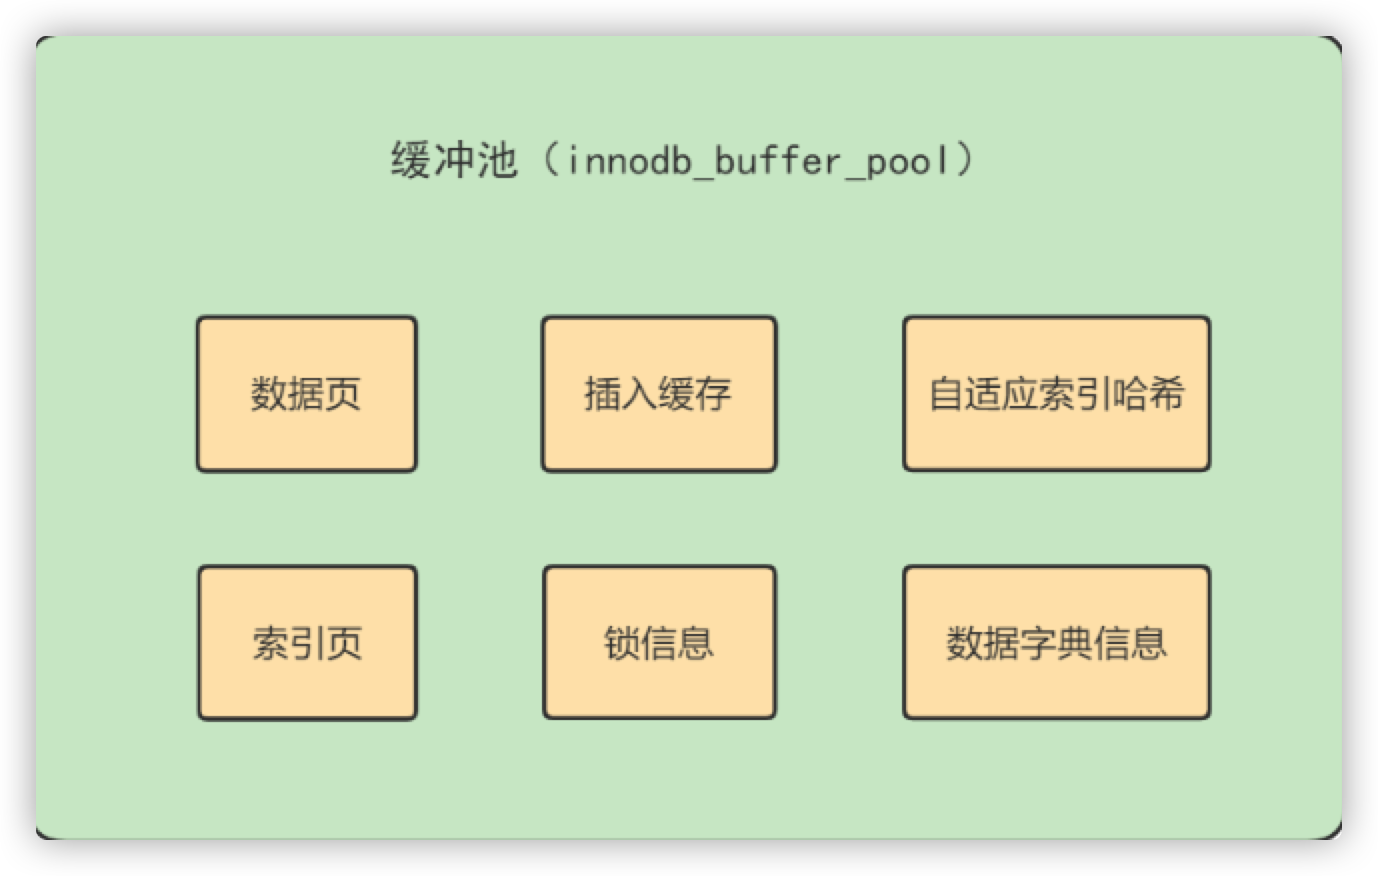 缓冲池（innodb_buffer_pool）
数据页
插入缓存
自适应索引哈希
索引页
锁信息
数据字典信息